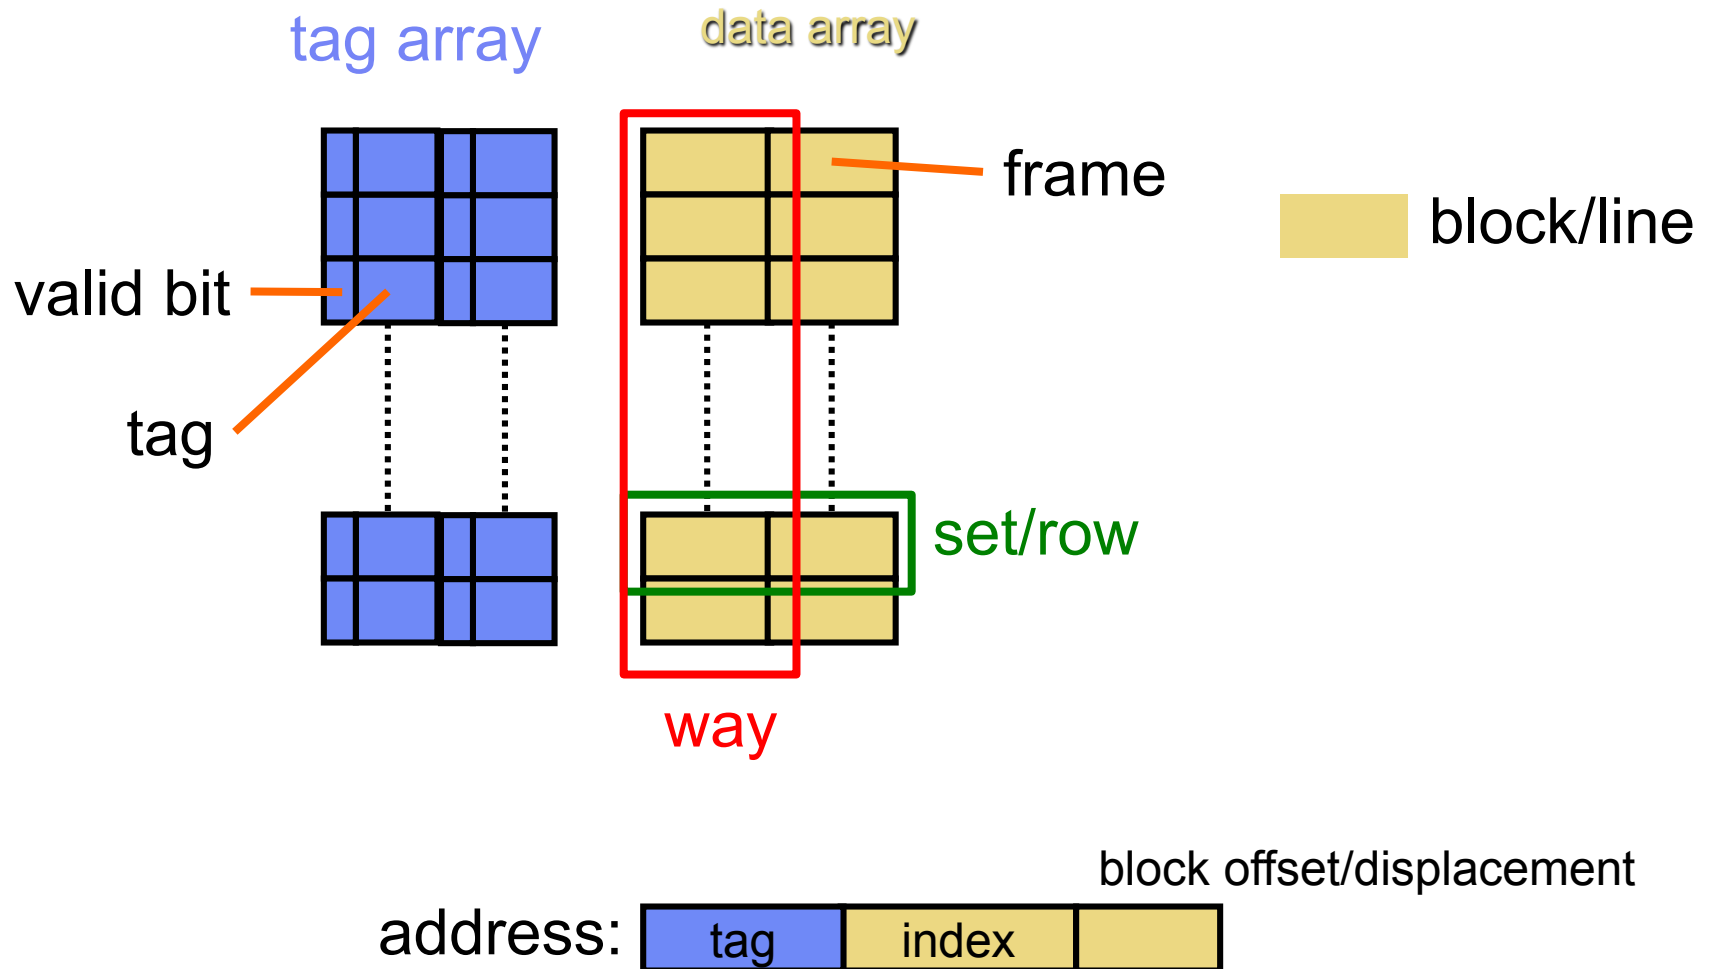 tag array
data array
frame
block/line
valid bit
tag
set/row
way
block offset/displacement
address:
tag
index